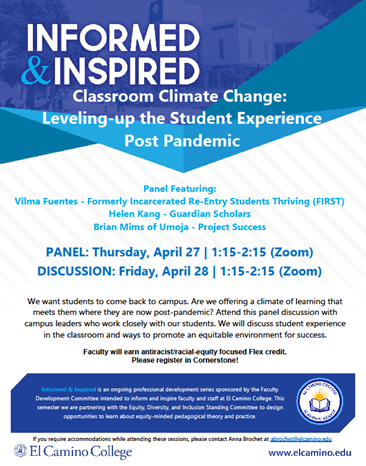 INFORMED
& INSPIRED
Classroom Climate Change:
Leveling-up the Student Experience
Post Pandemic
Panel Featuring:
Vilma Fuentes - Formerly Incarcerated Re-Entry Students Thriving (FIRST)
Helen Kang - Guardian Scholars
Brian Mims of Umoja - Project Success
PANEL: Thursday, April 27 | 1:15-2:15 (Zoom)
DISCUSSION: Friday, April 28 | 1:15-2:15 (Zoom)
We want students to come back to campus. Are we offering a climate of learning that
meets them where they are now post-pandemic? Attend this panel discussion with
campus leaders who work closely with our students. We will discuss student experience
in the classroom and ways to promote an equitable environment for success.
Faculty will earn antiracist/racial-equity focused Flex credit.
Please register in Cornerstone!
Informed & Inspired is an ongoing professional development series sponsored by the Faculty
Development Committee intended to inform and inspire faculty and staff at El Camino College. This
semester we are partnering with the Equity, Diversity, and Inclusion Standing Committee to design
opportunities to learn about equity-minded pedagogical theory and practice.
EL CAMINO COLLEGE
ACADEMIC SENATE
If you require accommodations while attending these sessions, please contact Anna Brochet at abrochet@elcamino.edu
El Camino College
www.elcamino.edu